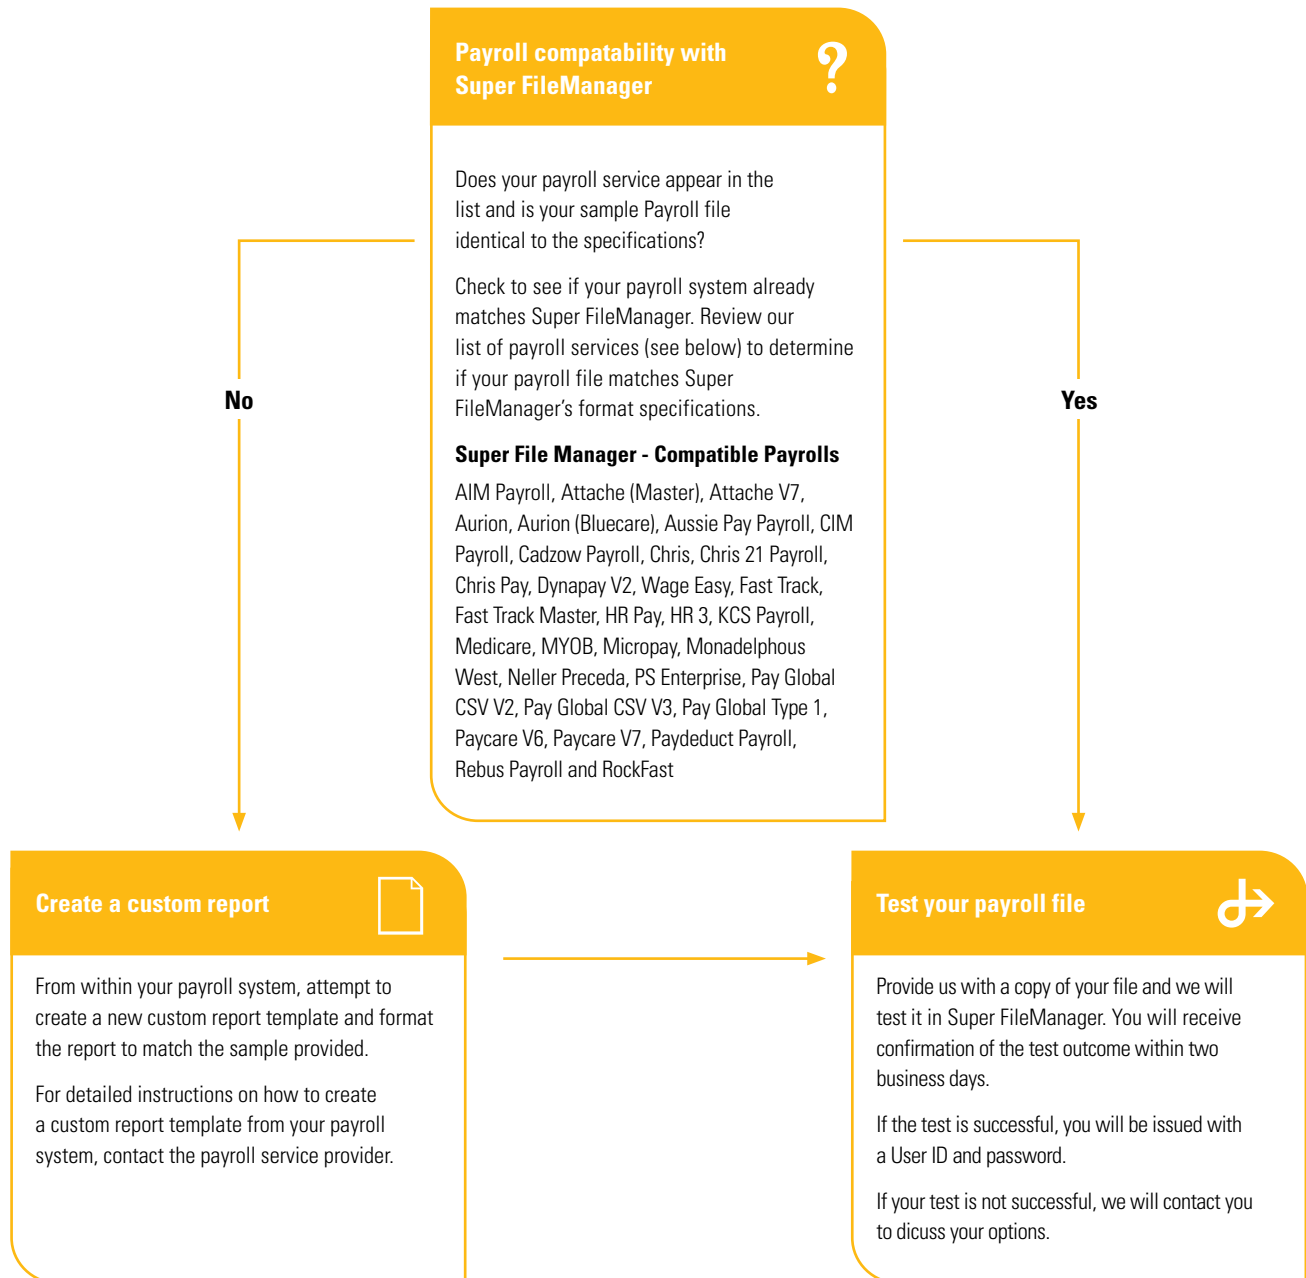 Payroll compatability with
Super FileManager
?
Does your payroll service appear in the
list and is your sample Payroll file
identical to the specifications?
Check to see if your payroll system already
matches Super FileManager. Review our
list of payroll services (see below) to determine
if your payroll file matches Super
FileManager’s format specifications.
Super File Manager - Compatible Payrolls
AIM Payroll, Attache (Master), Attache V7,
Aurion, Aurion (Bluecare), Aussie Pay Payroll, CIM
Payroll, Cadzow Payroll, Chris, Chris 21 Payroll,
Chris Pay, Dynapay V2, Wage Easy, Fast Track,
Fast Track Master, HR Pay, HR 3, KCS Payroll,
Medicare, MYOB, Micropay, Monadelphous
West, Neller Preceda, PS Enterprise, Pay Global
CSV V2, Pay Global CSV V3, Pay Global Type 1,
Paycare V6, Paycare V7, Paydeduct Payroll,
Rebus Payroll and RockFast
No
Yes
Create a custom report
From within your payroll system, attempt to
create a new custom report template and format
the report to match the sample provided.
For detailed instructions on how to create
a custom report template from your payroll
system, contact the payroll service provider.
Test your payroll file
Provide us with a copy of your file and we will
test it in Super FileManager. You will receive
confirmation of the test outcome within two
business days.
If the test is successful, you will be issued with
a User ID and password.
If your test is not successful, we will contact you
to dicuss your options.